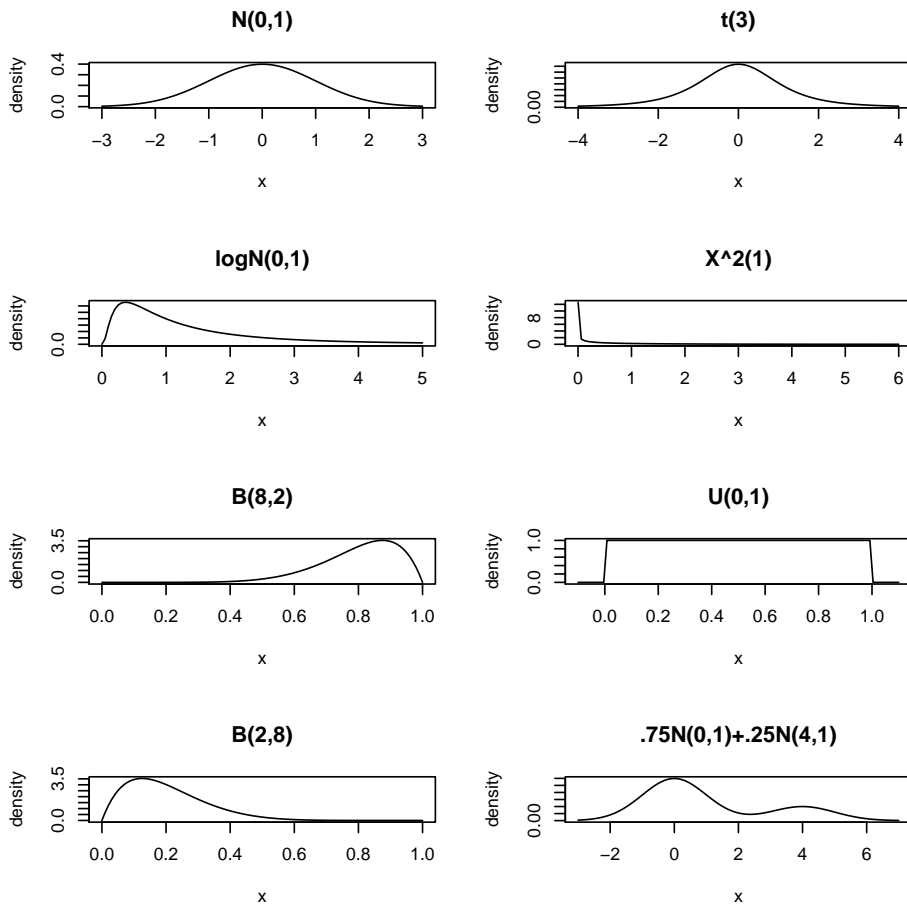 N(0,1)
density
0.0 0.4
−3 −2 −1 0 1 2 3
x
t(3)
density
0.00
−4 −2 0 2 4
x
logN(0,1)
density
0.0
0 1 2 3 4 5
x
X^2(1)
density
0 8
0 1 2 3 4 5 6
x
B(8,2)
density
0.0 3.5
0.0 0.2 0.4 0.6 0.8 1.0
x
U(0,1)
density
0.0 1.0
0.0 0.2 0.4 0.6 0.8 1.0
x
B(2,8)
density
0.0 3.5
0.0 0.2 0.4 0.6 0.8 1.0
x
.75N(0,1)+.25N(4,1)
density
0.00
−2 0 2 4 6
x